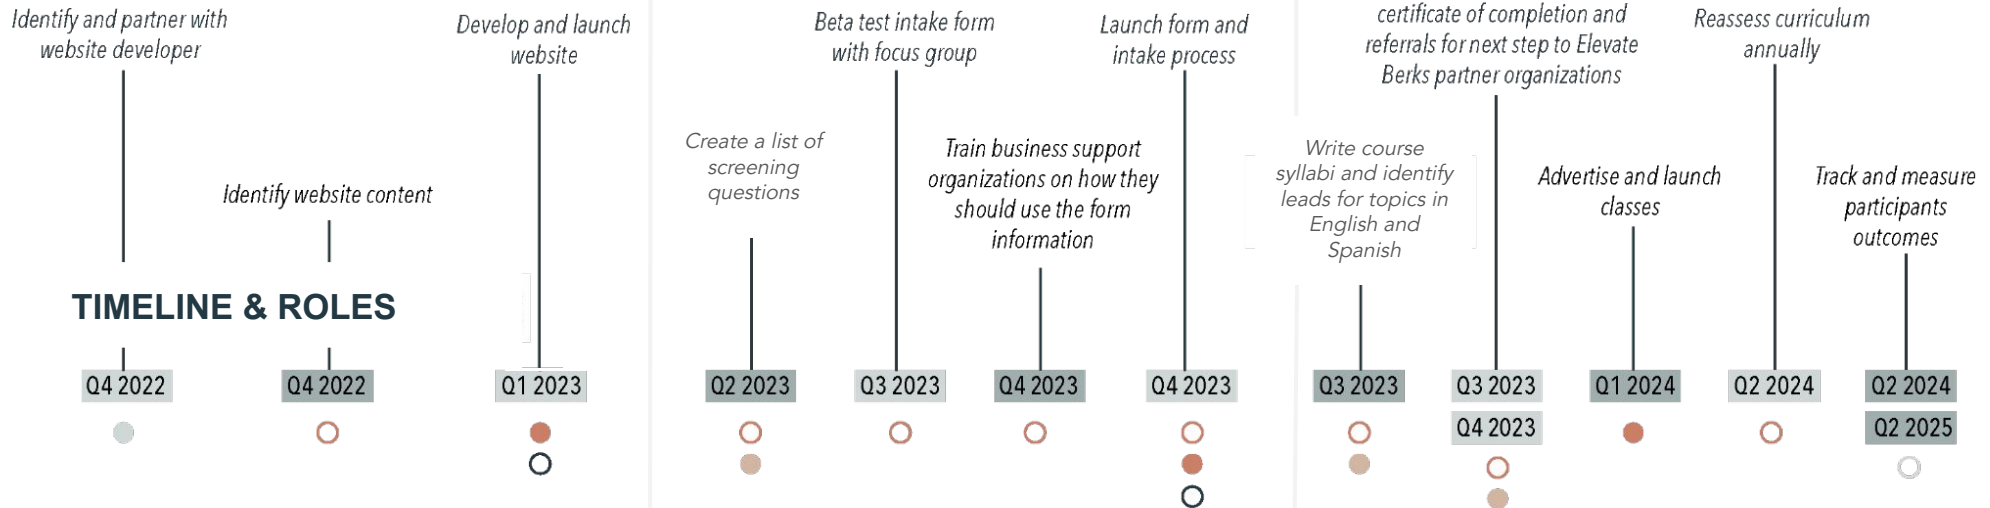 Identify and partner with
website developer
Identify website content
Develop and launch
website
TIMELINE & ROLES
Q4 2022
Q4 2022
Q1 2023
Create a list of
screening
questions
Beta test intake form
with focus group
Train business support
organizations on how they
should use the form
information
Launch form and
intake process
Q2 2023
Q3 2023
Q4 2023
Q4 2023
Write course
syllabi and identify
leads for topics in
English and
Spanish
certificate of completion and
referrals for next step to Elevate
Berks partner organizations
Advertise and launch
classes
Reassess curriculum
annually
Track and measure
participants
outcomes
Q3 2023
Q3 2023
Q4 2023
Q1 2024
Q2 2024
Q2 2024
Q2 2025